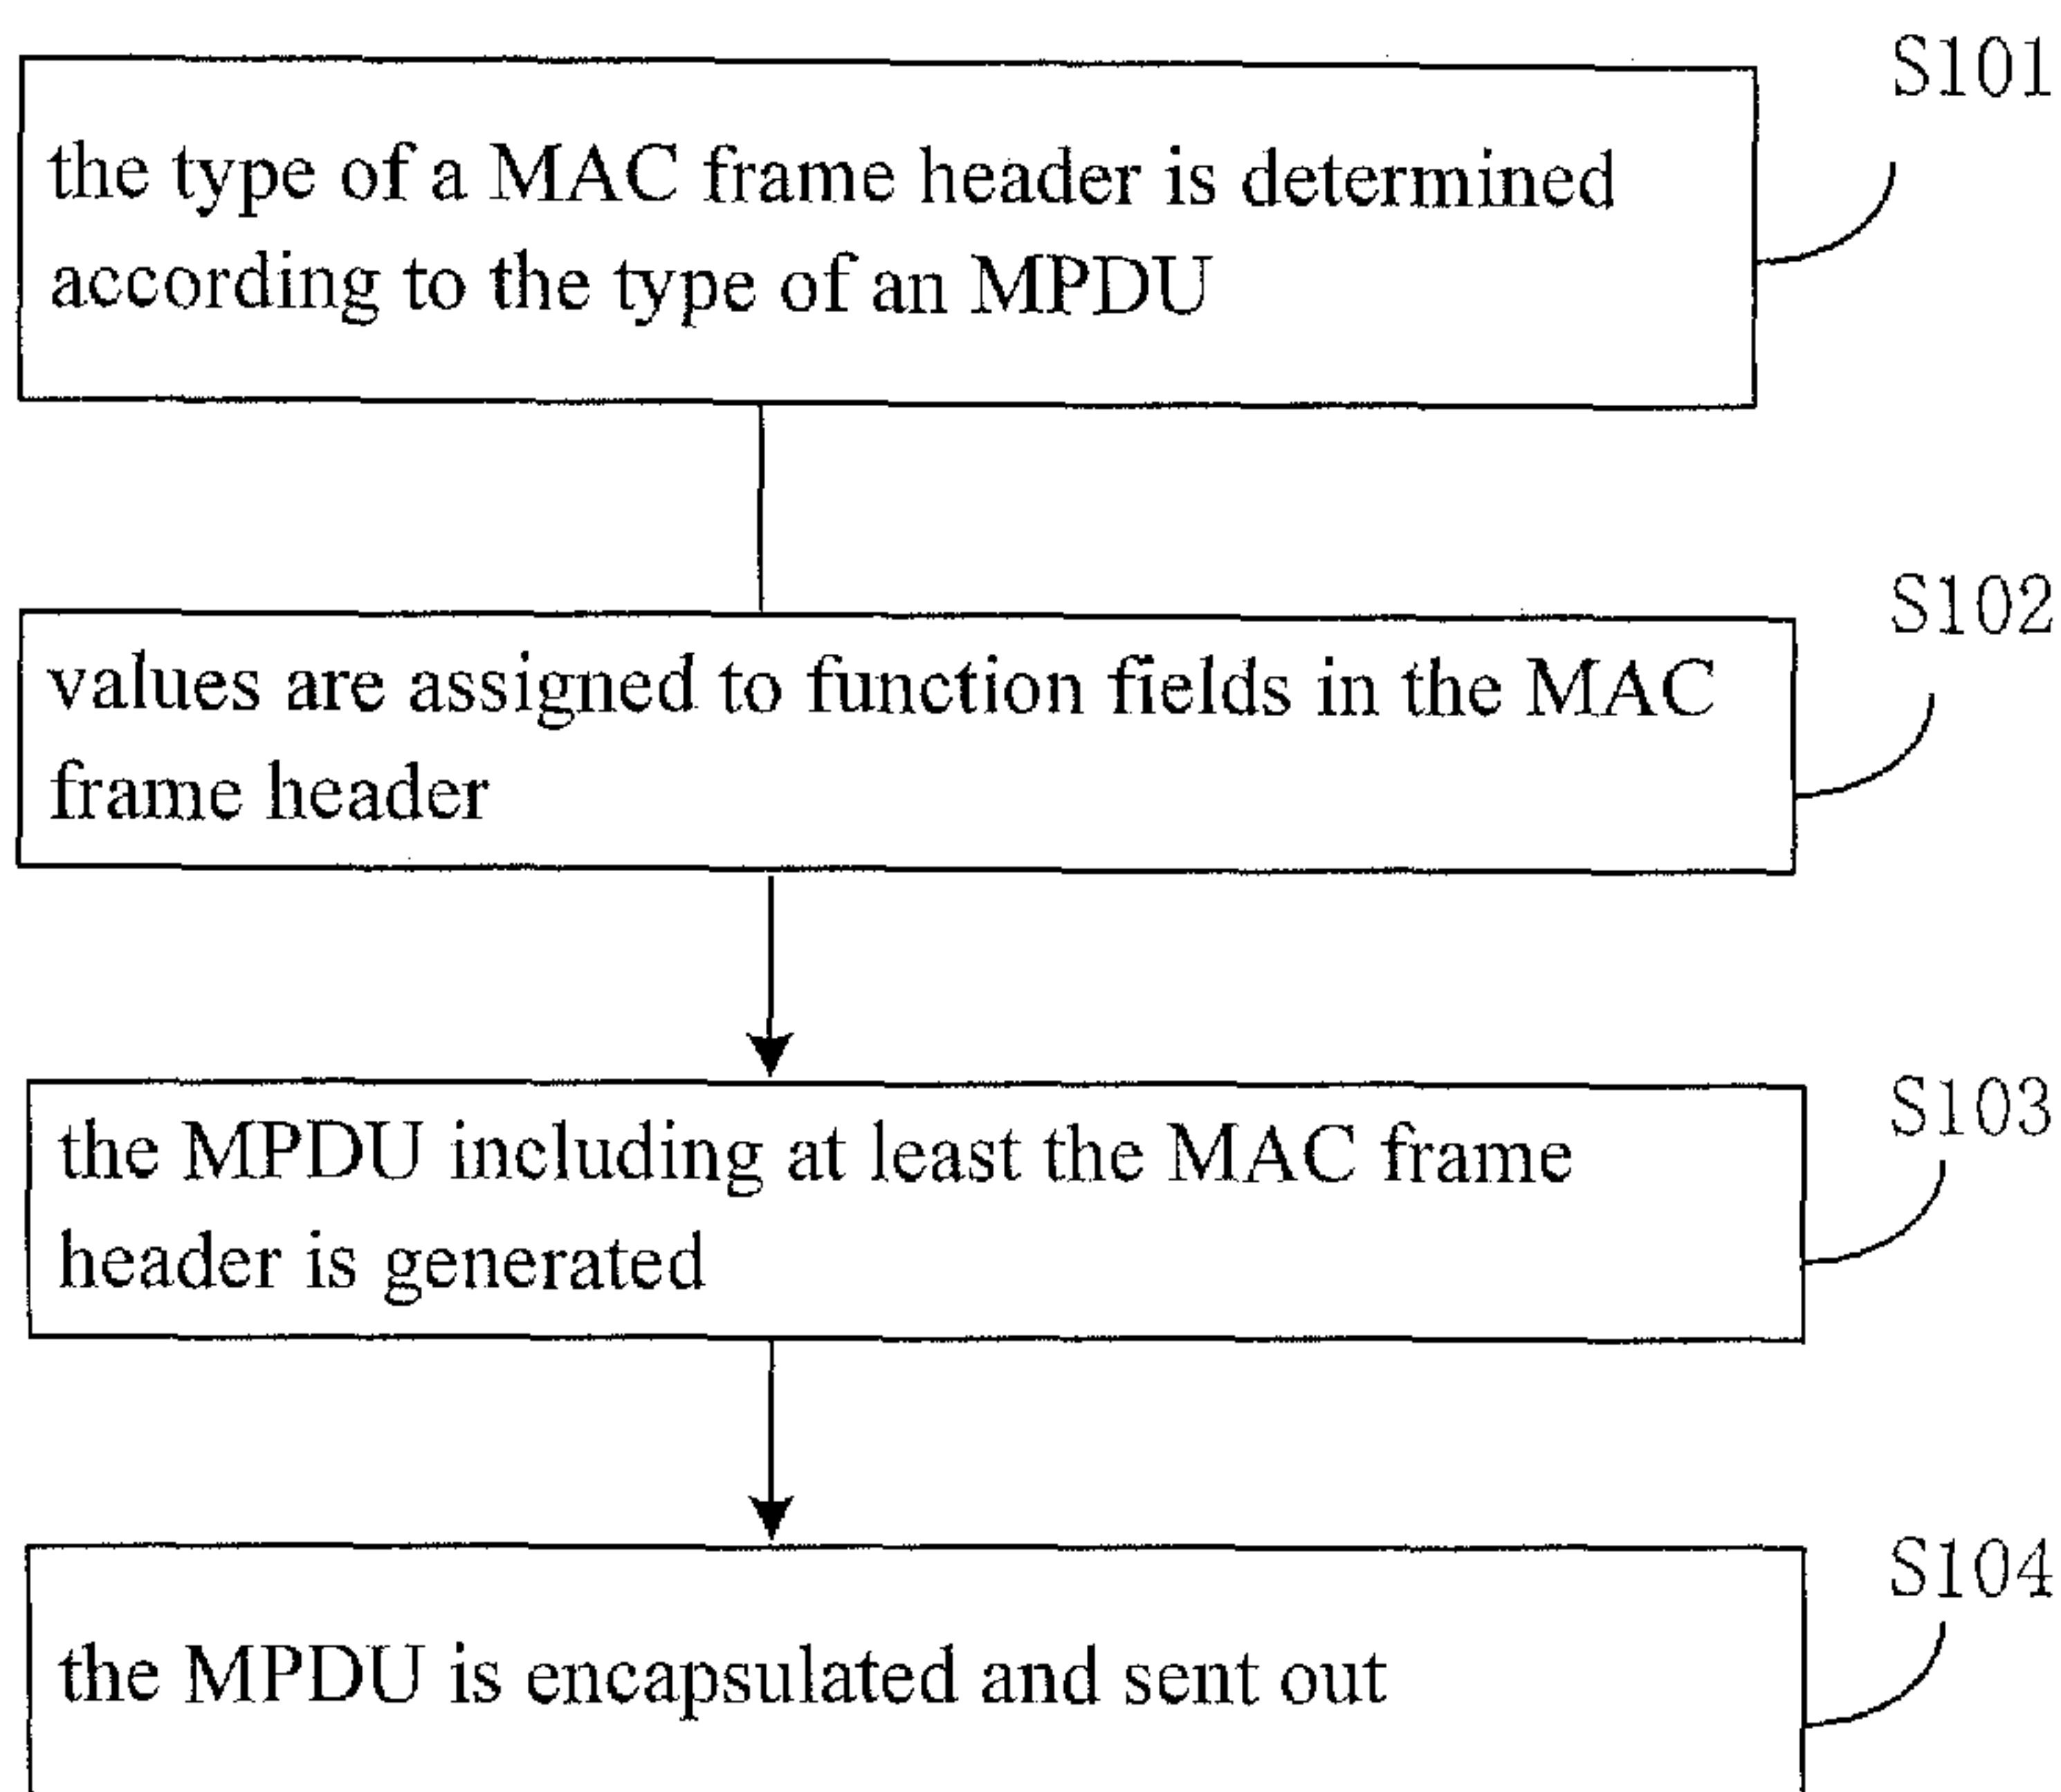 S101
the type of a MAC frame header is determined
according to the type of an MPDU
S102
values are assigned to function fields in the MAC
frame header
S103
the MPDU including at least the MAC frame
header is generated
S104
the MPDU is encapsulated and sent out